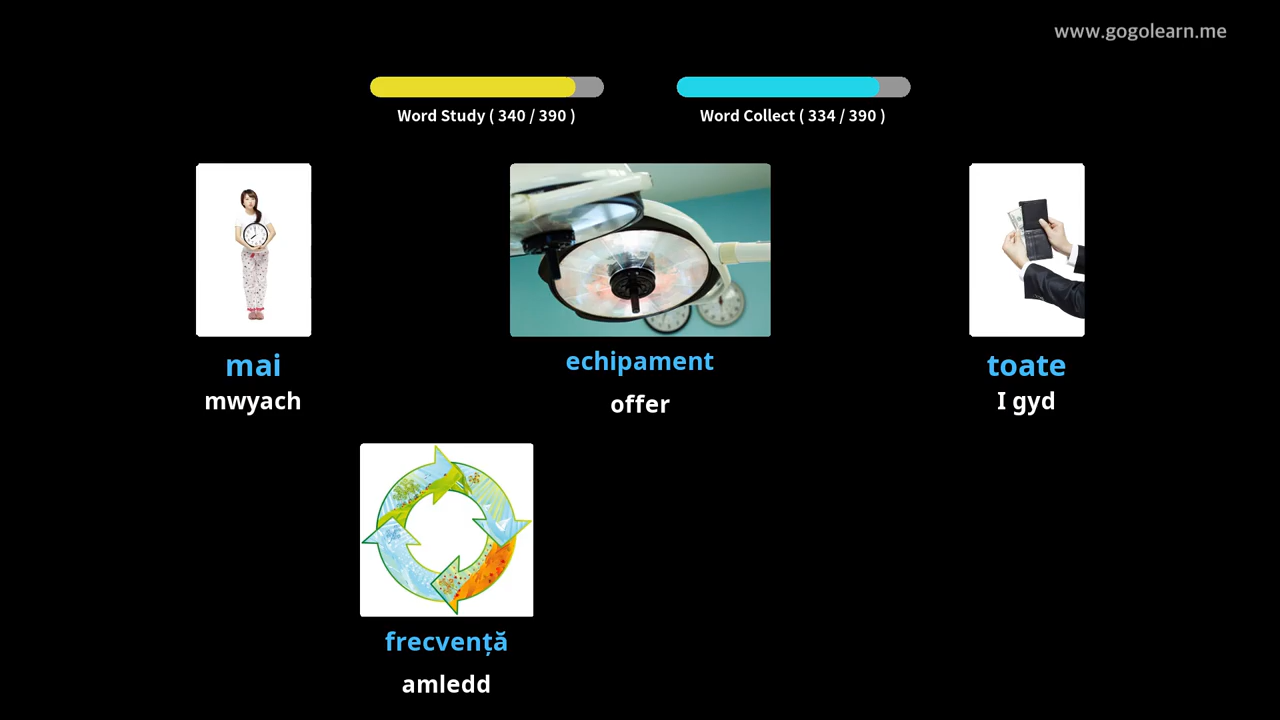 www.gogolearn.me
Word Study ( 340 / 390 )
Word Collect ( 334 / 390 )
mai
mwyach
echipament
offer
toate
I gyd
frecvență
amledd